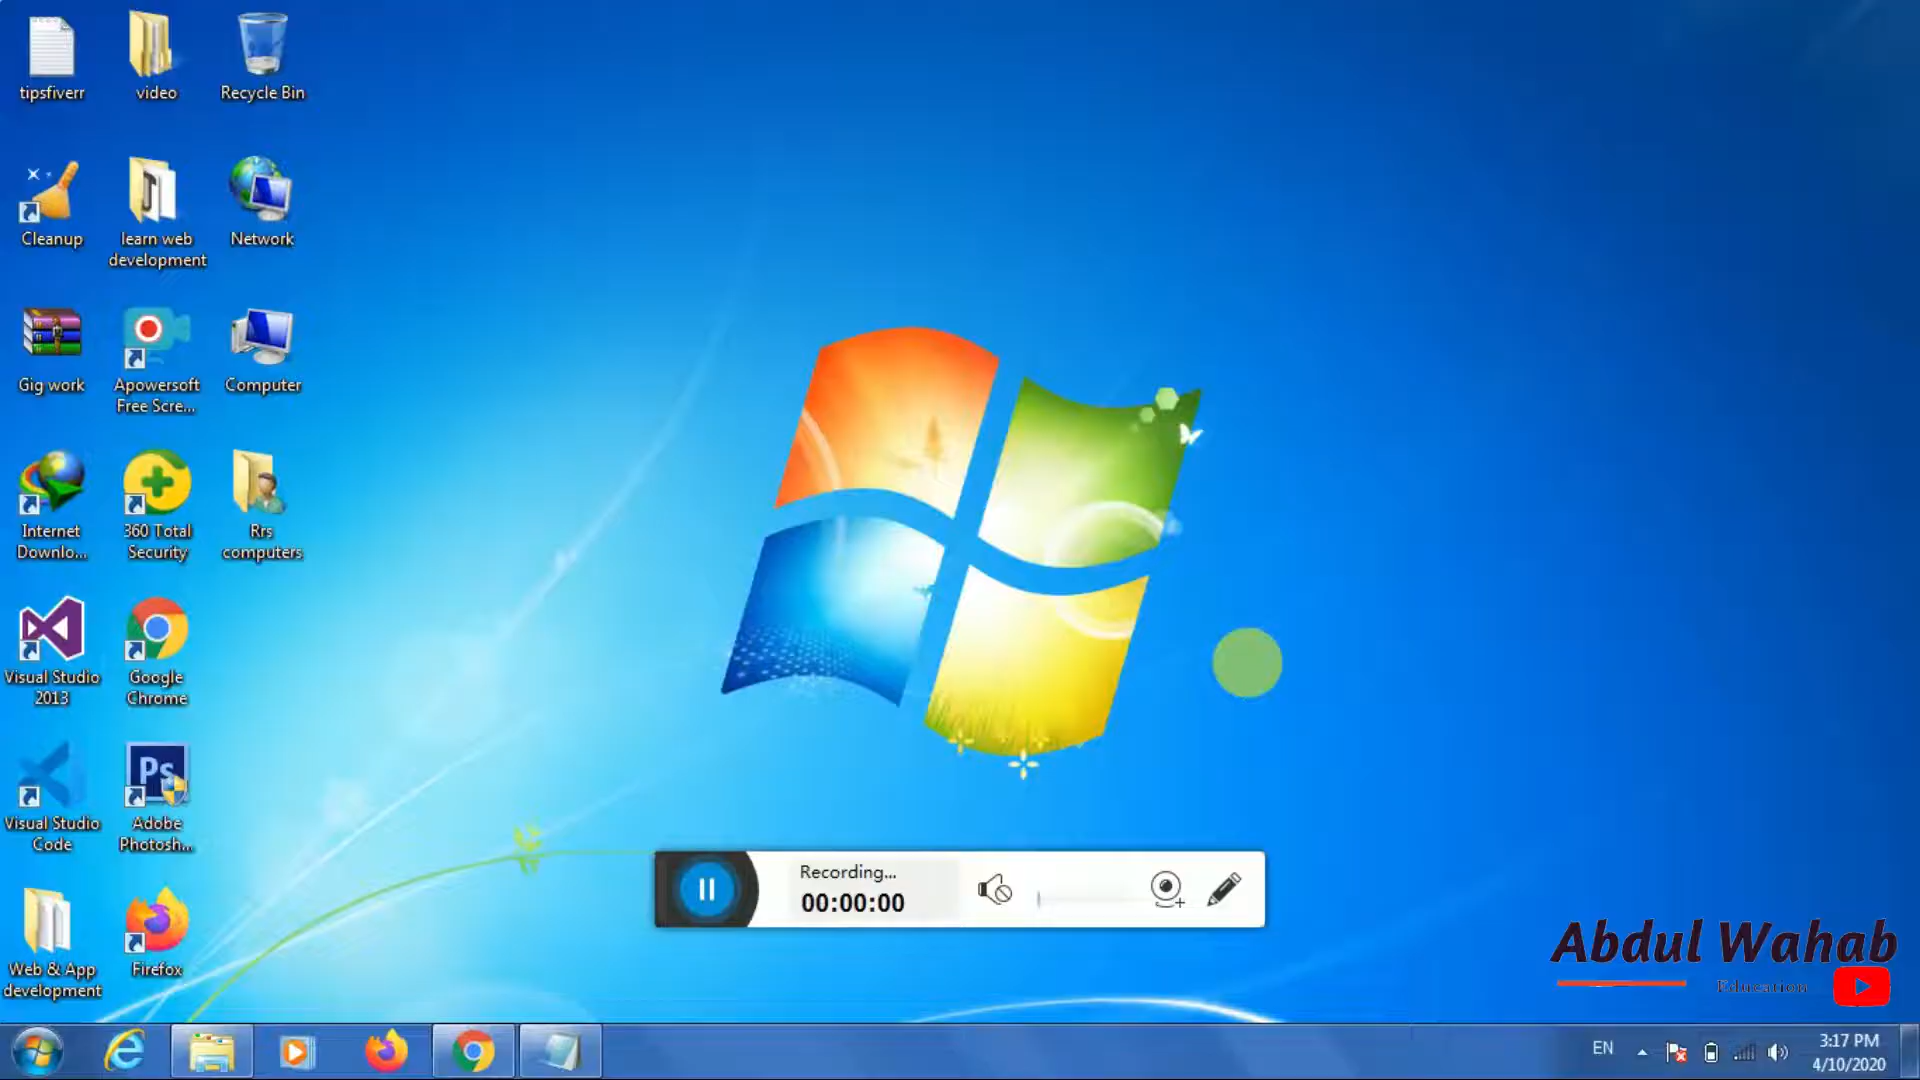 tipsfiverr
video
Recycle Bin
Cleanup
learn web
development
Network
Gig work
Apowersoft
Free Scre...
Computer
Internet
Downlo...
360 Total
Security
Rrs
computers
Visual Studio
2013
Google
Chrome
Visual Studio
Code
Ps
Adobe
Photosh...
Web & App
development
Firefox
Recording...
00:00:00
Abdul Wahab
Education
EN
3:17 PM
4/10/2020